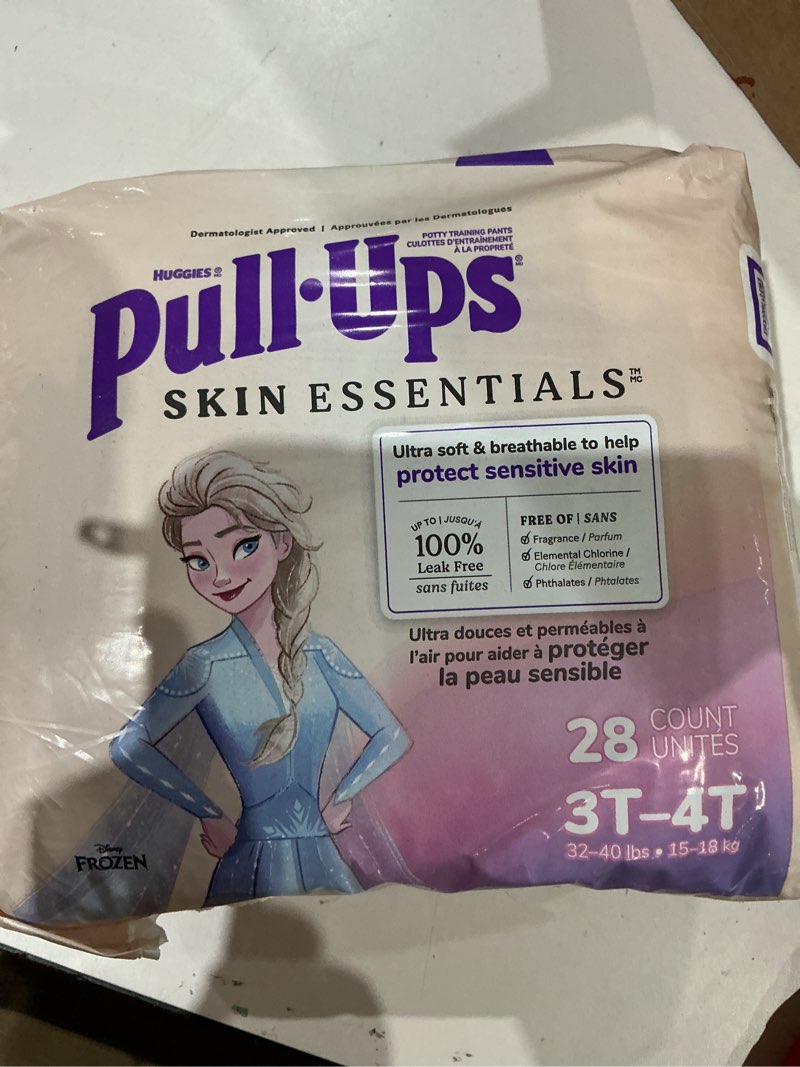 Dermatologist Approved | Approuvées par les Dermatologues
POTTY TRAINING PANTS
CULOTTES D'ENTRAÎNEMENT
À LA PROPRETÉ
HUGGIES® MD
Pull·Ups® MD
SKIN ESSENTIALS™ MC
Ultra soft & breathable to help
protect sensitive skin
UP TO | JUSQU'À
100%
Leak Free
sans fuites
FREE OF | SANS
Fragrance / Parfum
Elemental Chlorine /
Chlore Élémentaire
Phthalates / Phtalates
Ultra douces et perméables à
l'air pour aider à protéger
la peau sensible
28 COUNT
UNITÉS
3T–4T
32–40 lbs • 15–18 kg
Disney
FROZEN